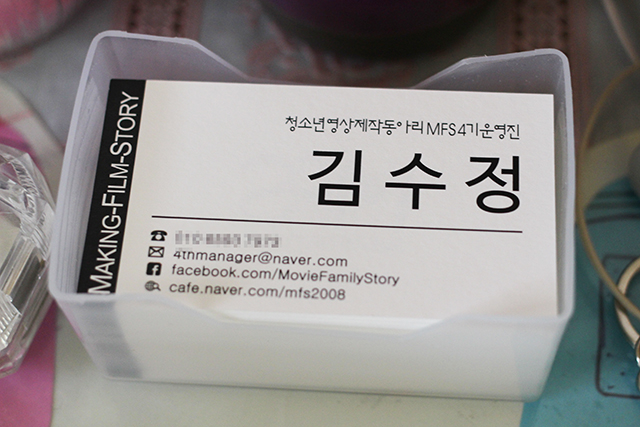 MAKING-FILM-STORY
청소년영상제작동아리 MFS 4기운영진
김수정
4thmanager@naver.com
facebook.com/MovieFamilyStory
cafe.naver.com/mfs2008